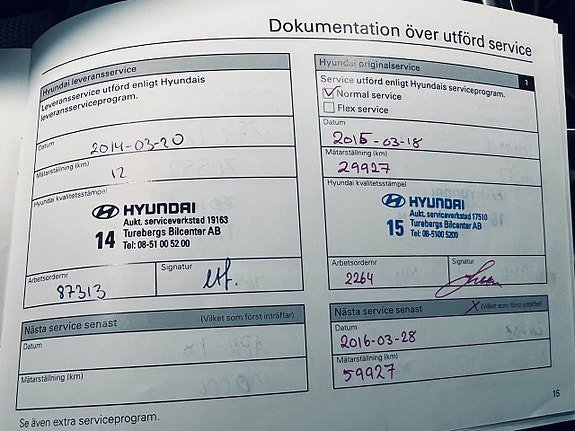 Dokumentation över utförd service
Hyundai leveransservice
Leveransservice utförd enligt Hyundais
leveransserviceprogram.
Datum
2014-03-20
Mätarställning (km)
12
Hyundai kvalitetsstämpel
HYUNDAI
Aukt. serviceverkstad 19163
14 Turebergs Bilcenter AB
Tel: 08-51 00 52 00
Arbetsordernr
87313
Signatur
Nästa service senast (Vilket som först inträffar)
Datum
Mätarställning (km)
Se även extra serviceprogram.
Hyundai originalservice
Service utförd enligt Hyundais serviceprogram. 1
Normal service
Flex service
Datum
2015-03-18
Mätarställning (km)
29927
Hyundai kvalitetsstämpel
HYUNDAI
Aukt. serviceverkstad 17510
15 Turebergs Bilcenter AB
Tel: 08-5100 5200
Arbetsordernr
2264
Signatur
Nästa service senast X (Vilket som först inträffar)
Datum
2016-03-28
Mätarställning (km)
59927
15